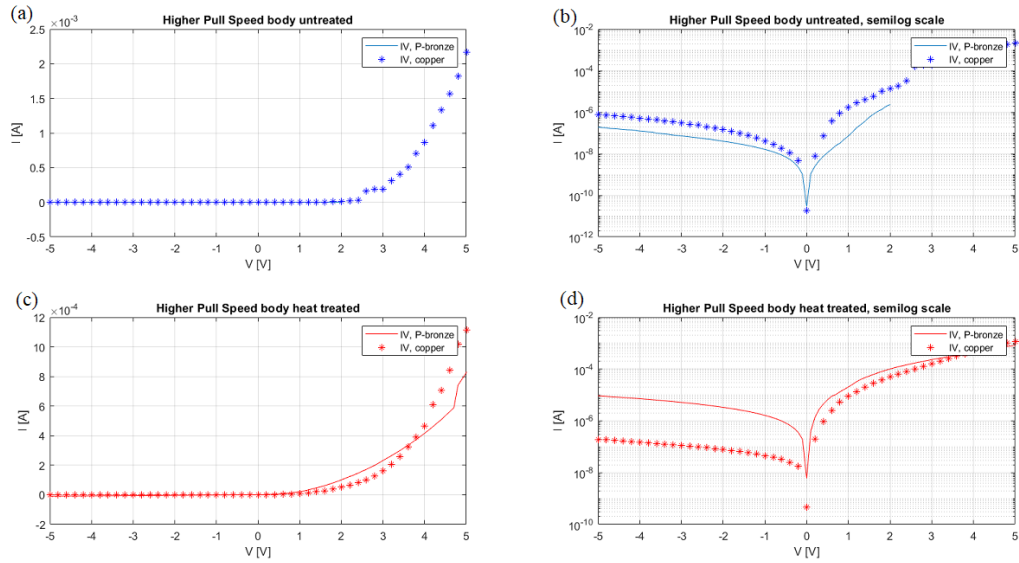 (a)
Higher Pull Speed body untreated
×10⁻³
2.5
2
1.5
1
0.5
0
-0.5
I [A]
-5 -4 -3 -2 -1 0 1 2 3 4 5
V [V]
IV, P-bronze
IV, copper
(b)
Higher Pull Speed body untreated, semilog scale
10⁻²
10⁻⁴
10⁻⁶
10⁻⁸
10⁻¹⁰
10⁻¹²
I [A]
-5 -4 -3 -2 -1 0 1 2 3 4 5
V [V]
IV, P-bronze
IV, copper
(c)
Higher Pull Speed body heat treated
×10⁻⁴
12
10
8
6
4
2
0
-2
I [A]
-5 -4 -3 -2 -1 0 1 2 3 4 5
V [V]
IV, P-bronze
IV, copper
(d)
Higher Pull Speed body heat treated, semilog scale
10⁻²
10⁻⁴
10⁻⁶
10⁻⁸
10⁻¹⁰
I [A]
-5 -4 -3 -2 -1 0 1 2 3 4 5
V [V]
IV, P-bronze
IV, copper